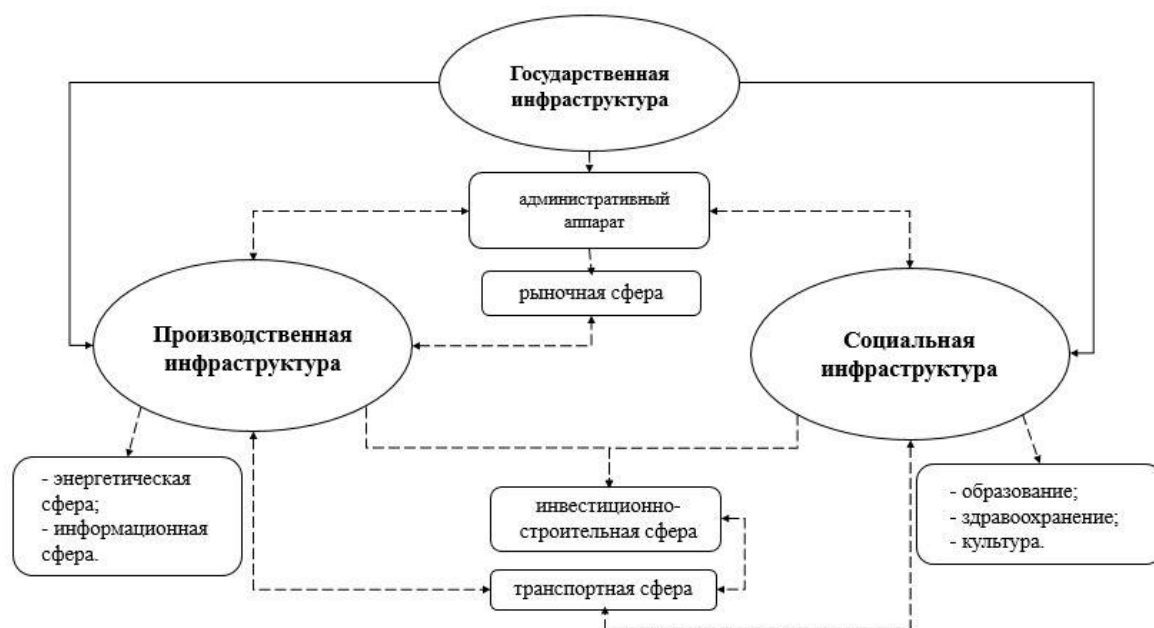 Государственная
инфраструктура
административный
аппарат
рыночная сфера
Производственная
инфраструктура
Социальная
инфраструктура
- энергетическая
сфера;
- информационная
сфера.
инвестиционно-
строительная сфера
- образование;
- здравоохранение;
- культура.
транспортная сфера